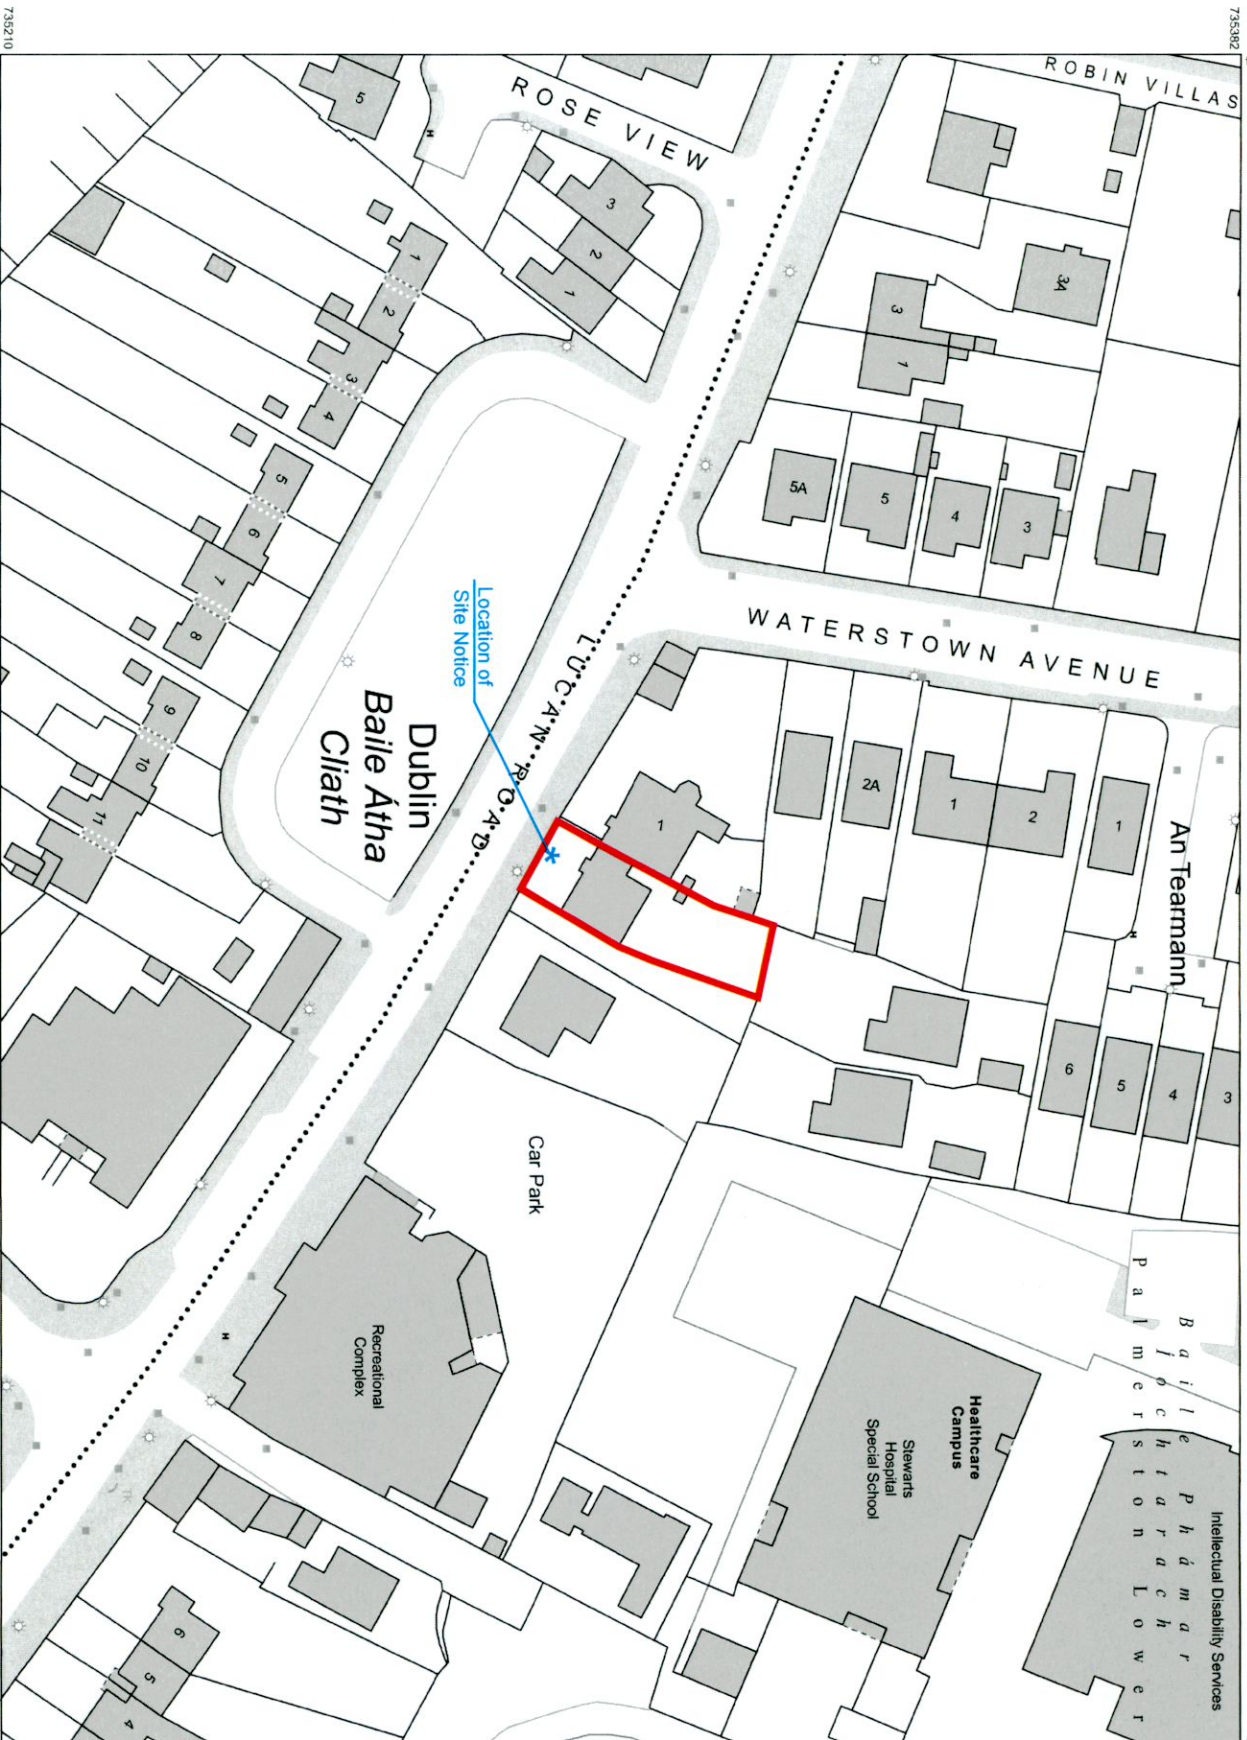 735210
735382
ROBIN VILLAS
ROSE VIEW
5
3
2
1
1
2
3
4
5
6
7
8
9
10
11
3A
3
1
5A
5
4
3
WATERSTOWN AVENUE
LUCAN ROAD
Location of
Site Notice
Dublin
Baile Átha
Cliath
1
2A
1
2
1
An Tearmann
6
5
4
3
Car Park
Recreational
Complex
Healthcare
Campus
Stewarts
Hospital
Special School
Baile Phámar
Íochtarach
Palmerston Lower
Intellectual Disability Services
H
H
H
TK
6
5
4